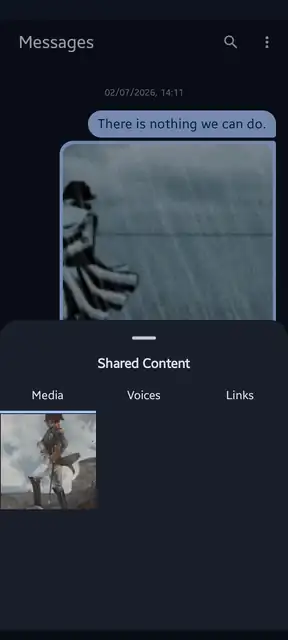 Messages
02/07/2026, 14:11
There is nothing we can do.
Shared Content
Media Voices Links